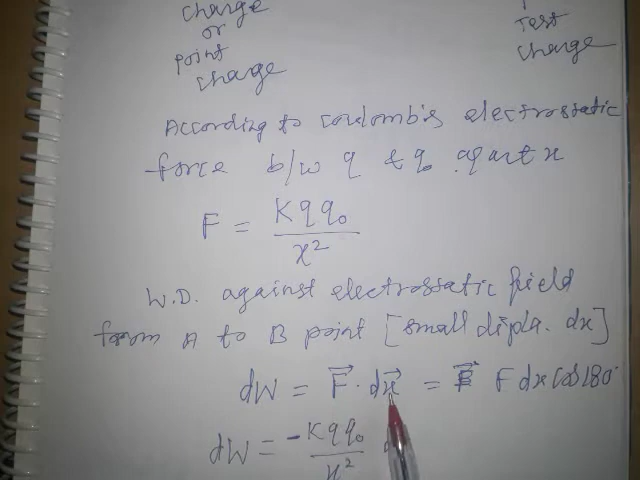 charge
or
point
charge
Test
charge
According to coulomb's electrostatic
force b/w q & q₀ apart x
F = Kqq₀ / x²
W.D. against electrostatic field
from A to B point [small displa. dx]
dW = F⃗ · dx⃗ = F dx Cos180°
dW = -Kqq₀ / x²